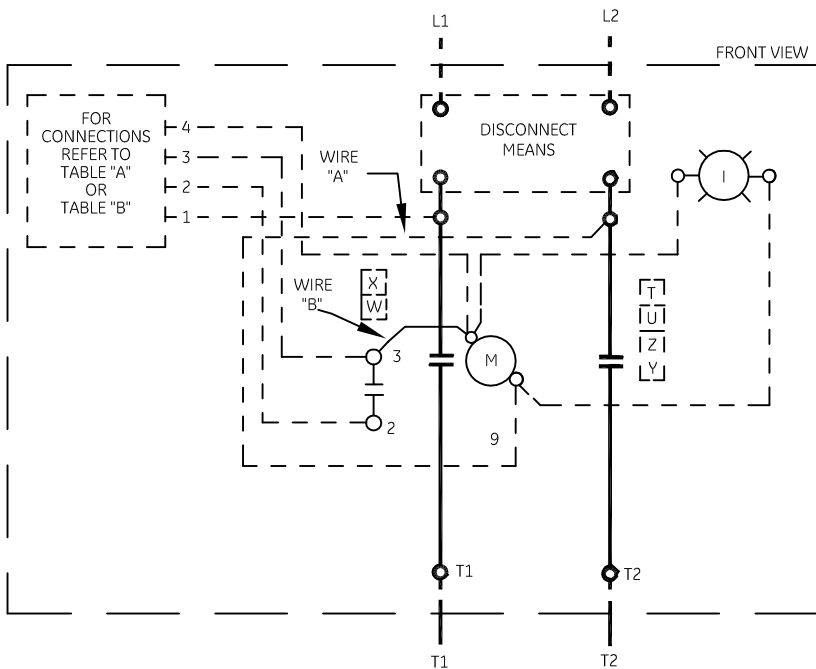 L1
L2
FRONT VIEW
FOR
CONNECTIONS
REFER TO
TABLE "A"
OR
TABLE "B"
4
3
2
1
WIRE
"A"
DISCONNECT
MEANS
I
WIRE
"B"
X
W
T
U
Z
Y
3
M
2
9
T1
T2
T1
T2